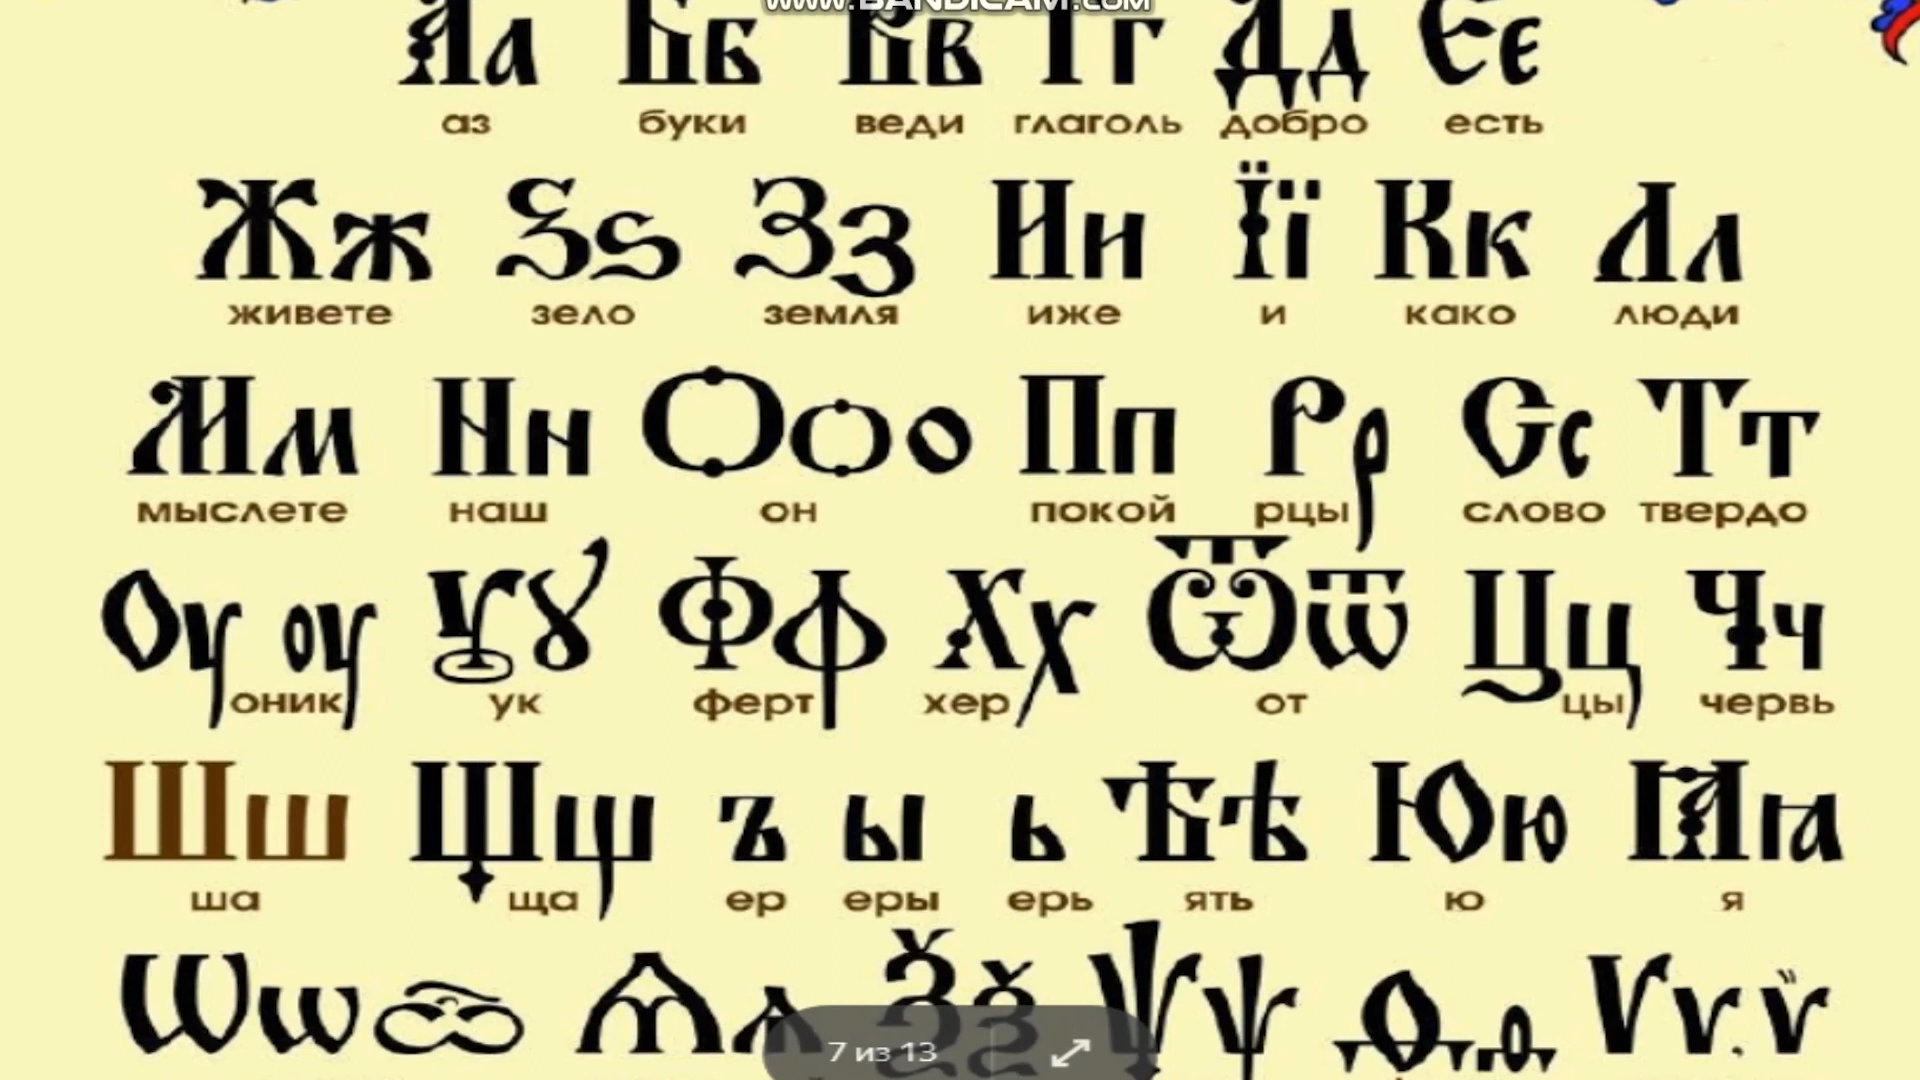 www.BANDICAM.com
Аа Бб Вв Гг Дд Єє
аз буки веди глаголь добро есть
Жж Ѕѕ Зз Ии Її Кк Лл
живете зело земля иже и како люди
Мм Нн Ѻѻо Пп Рр Сс Тт
мыслете наш он покой рцы слово твердо
Оу оу Ꙋꙋ Фф Хх Ѿѿ Цц Чч
оник ук ферт хер от цы червь
Шш Щщ ъ ы ь Ѣѣ Юю Ꙗꙗ
ша ща ер еры ерь ять ю я
Ѡѡ Ѧѧ Ѯѯ Ѱѱ Ѳѳ Ѵѵ ѷ
7 из 13